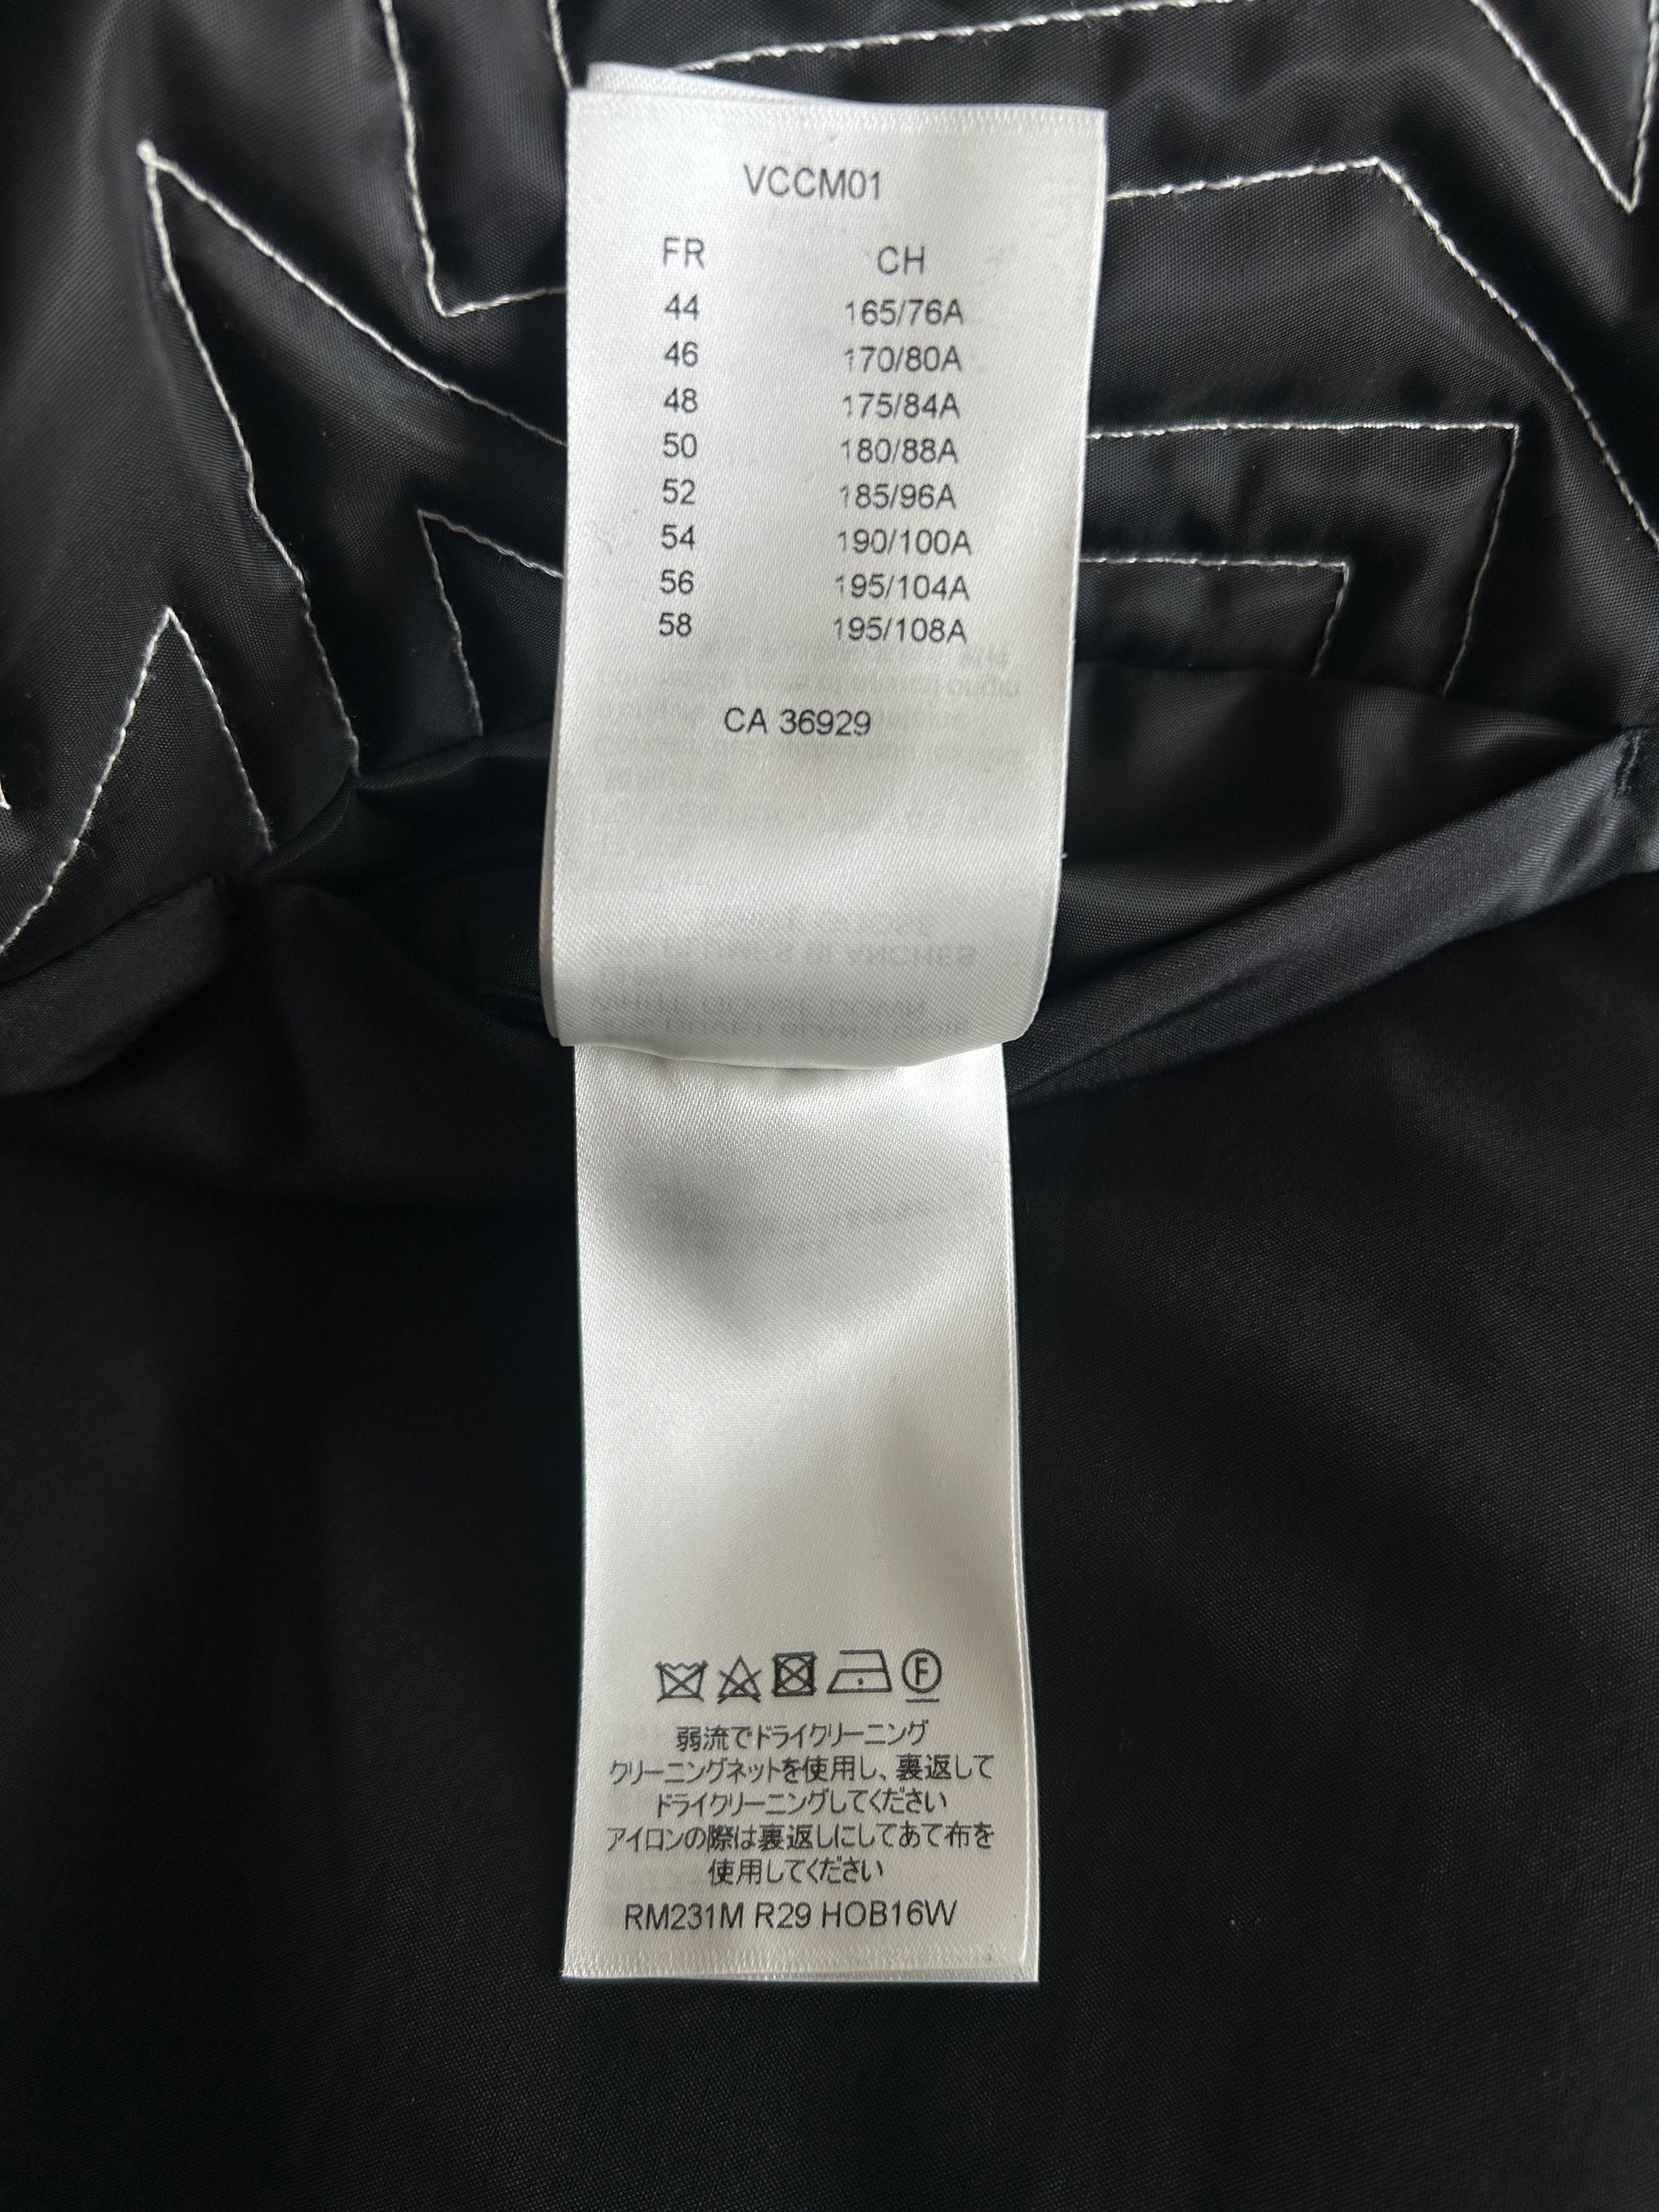 VCCM01
FR CH
44 165/76A
46 170/80A
48 175/84A
50 180/88A
52 185/96A
54 190/100A
56 195/104A
58 195/108A
CA 36929
弱流でドライクリーニング
クリーニングネットを使用し、裏返して
ドライクリーニングしてください
アイロンの際は裏返しにしてあて布を
使用してください
RM231M R29 HOB16W